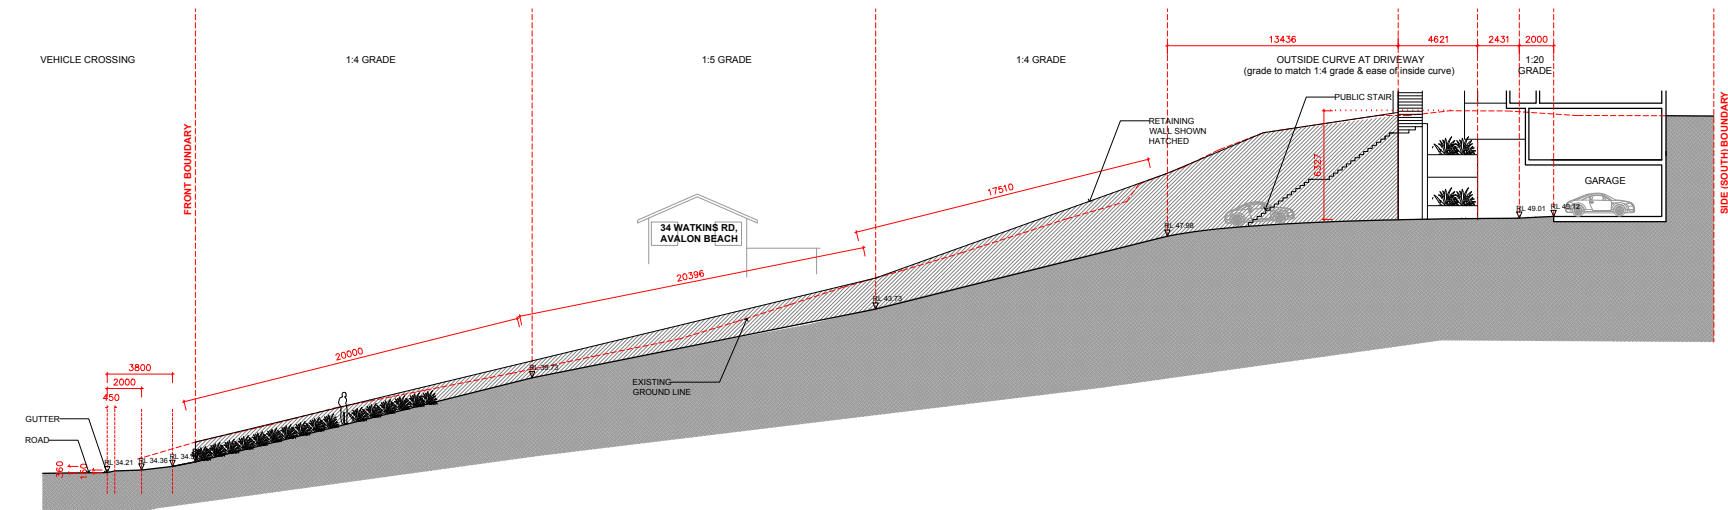 13436
4621
2431
2000
VEHICLE CROSSING
1:4 GRADE
1:5 GRADE
1:4 GRADE
OUTSIDE CURVE AT DRIVEWAY
(grade to match 1:4 grade & ease of inside curve)
1:20
GRADE
PUBLIC STAIR
RETAINING
WALL SHOWN
HATCHED
FRONT BOUNDARY
SIDE (SOUTH) BOUNDARY
6327
GARAGE
17510
RL 49.01
RL 49.12
34 WATKINS RD,
AVALON BEACH
RL 47.98
20396
RL 43.73
20000
3800
2000
450
EXISTING
GROUND LINE
GUTTER
ROAD
RL 34.21
RL 34.36
360